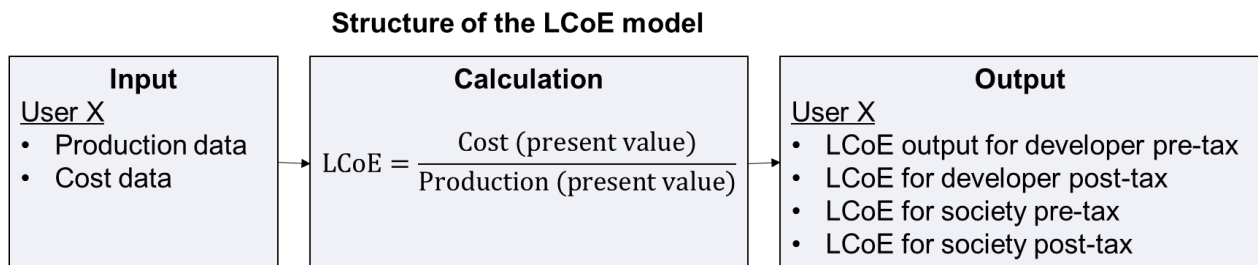 Structure of the LCoE model
Input
User X
• Production data
• Cost data
Calculation
LCoE = Cost (present value) / Production (present value)
Output
User X
• LCoE output for developer pre-tax
• LCoE for developer post-tax
• LCoE for society pre-tax
• LCoE for society post-tax